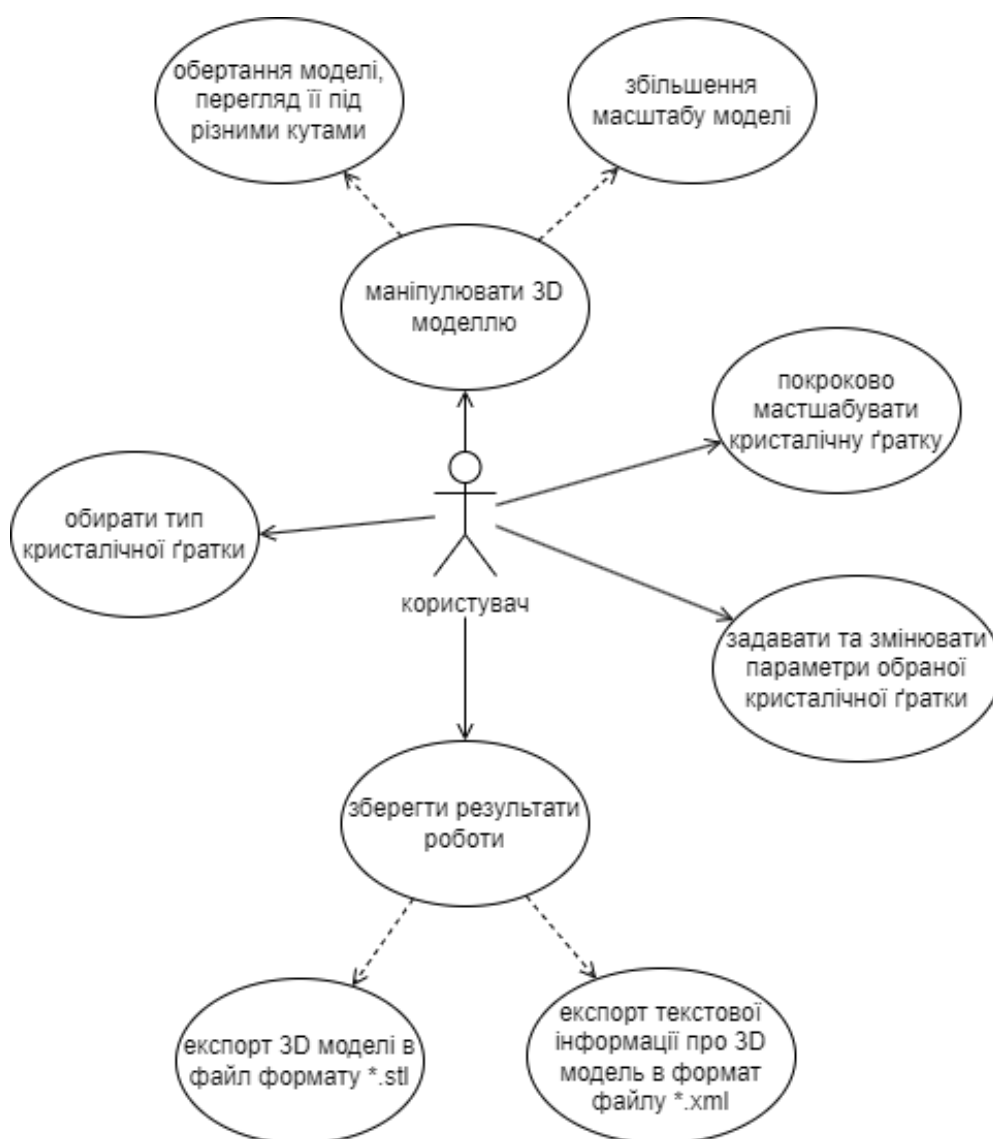 обертання моделі,
перегляд її під
різними кутами
збільшення
масштабу моделі
маніпулювати 3D
моделлю
покроково
мастшабувати
кристалічну ґратку
обирати тип
кристалічної ґратки
користувач
задавати та змінювати
параметри обраної
кристалічної ґратки
зберегти результати
роботи
експорт 3D моделі в
файл формату *.stl
експорт текстової
інформації про 3D
модель в формат
файлу *.xml